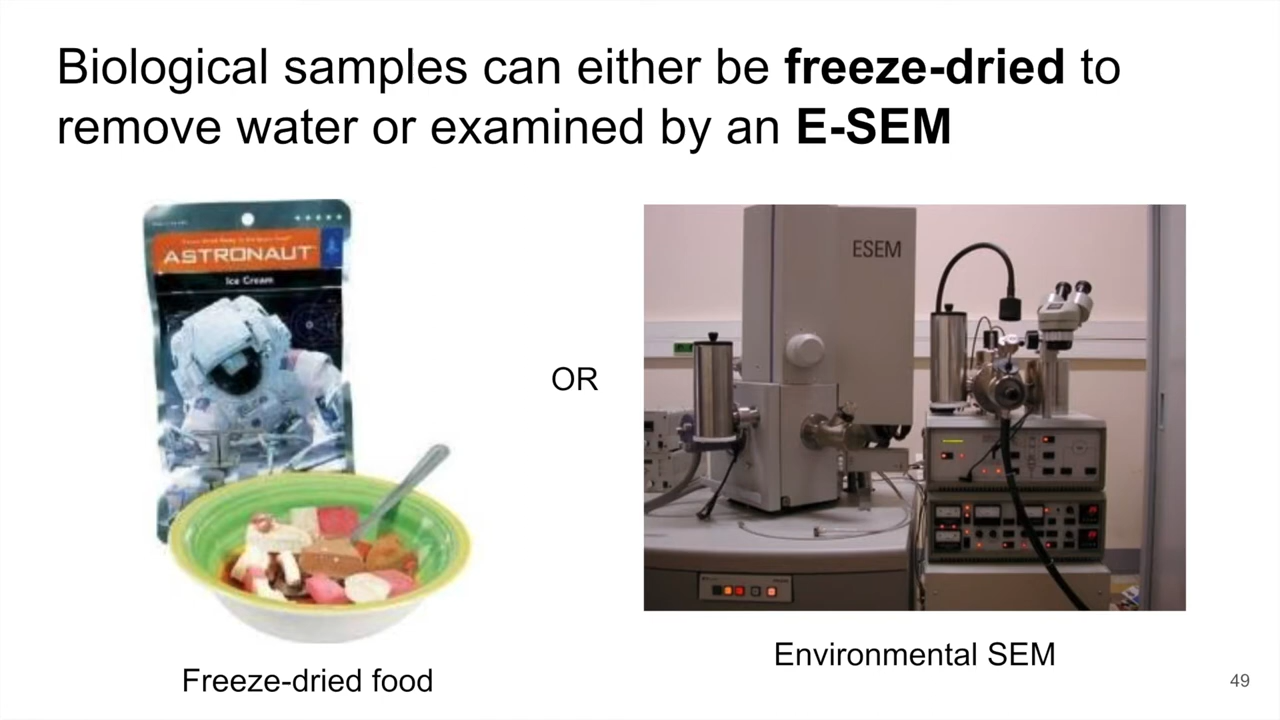 Biological samples can either be freeze-dried to
remove water or examined by an E-SEM
ASTRONAUT
Ice Cream
OR
ESEM
Freeze-dried food
Environmental SEM
49